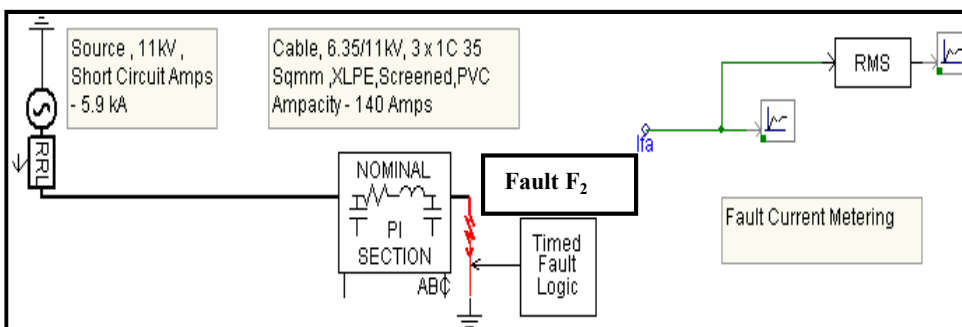 Source , 11kV ,
Short Circuit Amps
- 5.9 kA
Cable, 6.35/11kV, 3 x 1C 35
Sqmm ,XLPE,Screened,PVC
Ampacity - 140 Amps
RMS
Ifa
RRL
NOMINAL
PI
SECTION
ABC
Fault F₂
Timed
Fault
Logic
Fault Current Metering